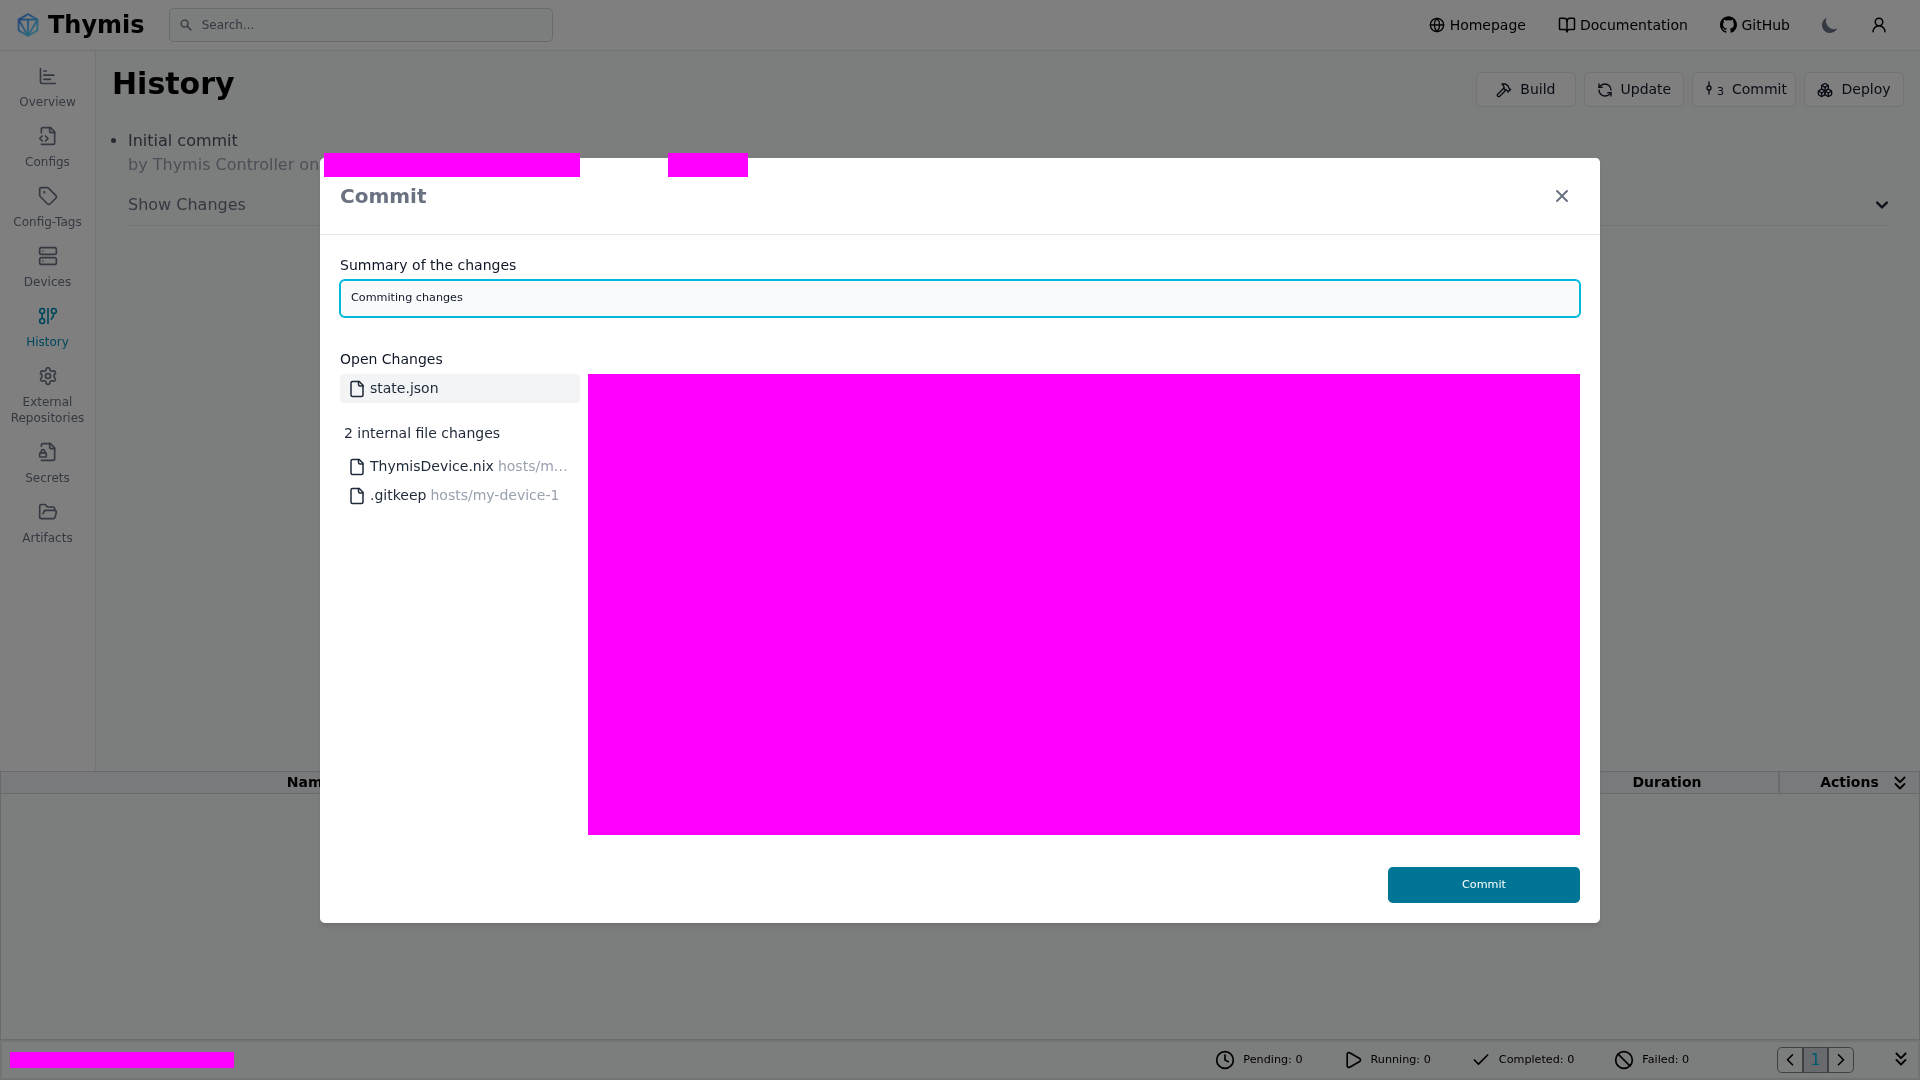 Thymis
Search...
Homepage
Documentation
GitHub
Overview
Configs
Config-Tags
Devices
History
External
Repositories
Secrets
Artifacts
History
Build
Update
3 Commit
Deploy
Initial commit
by Thymis Controller on
Show Changes
Commit
Summary of the changes
Commiting changes
Open Changes
state.json
2 internal file changes
ThymisDevice.nix hosts/m...
.gitkeep hosts/my-device-1
Commit
Nam
Duration
Actions
Pending: 0
Running: 0
Completed: 0
Failed: 0
1